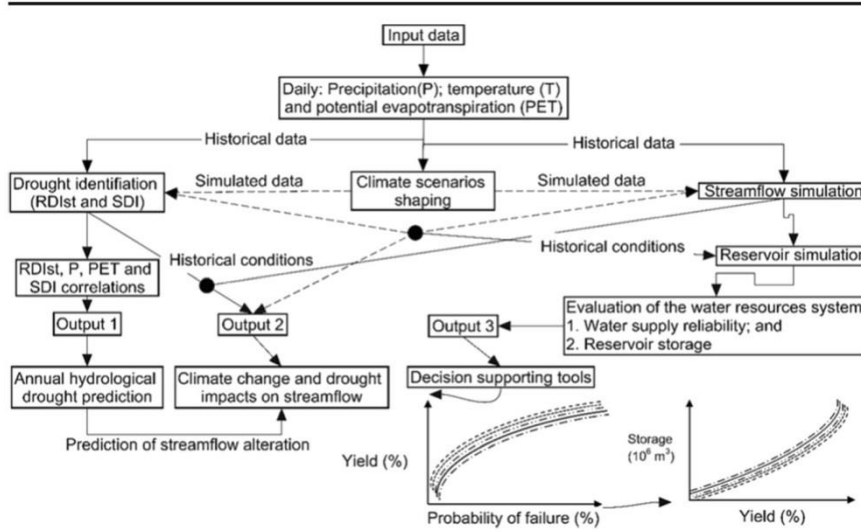 Input data
Daily: Precipitation(P); temperature (T)
and potential evapotranspiration (PET)
Historical data
Historical data
Drought identifiation
(RDIst and SDI)
Simulated data
Climate scenarios
shaping
Simulated data
Streamflow simulation
Historical conditions
Historical conditions
Reservoir simulation
RDIst, P, PET and
SDI correlations
Evaluation of the water resources system
1. Water supply reliability; and
2. Reservoir storage
Output 1
Output 2
Output 3
Annual hydrological
drought prediction
Climate change and drought
impacts on streamflow
Decision supporting tools
Prediction of streamflow alteration
Yield (%)
Probability of failure (%)
Storage
(10⁶ m³)
Yield (%)